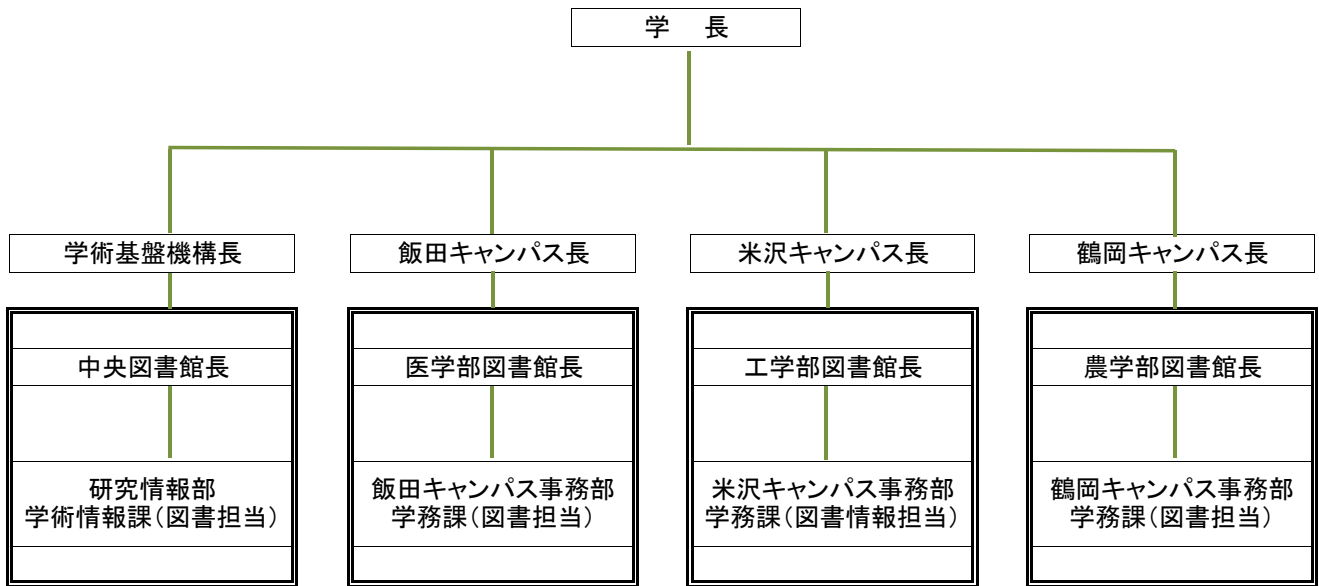 学　長
学術基盤機構長
飯田キャンパス長
米沢キャンパス長
鶴岡キャンパス長
中央図書館長
医学部図書館長
工学部図書館長
農学部図書館長
研究情報部
学術情報課(図書担当)
飯田キャンパス事務部
学務課(図書担当)
米沢キャンパス事務部
学務課(図書情報担当)
鶴岡キャンパス事務部
学務課(図書担当)